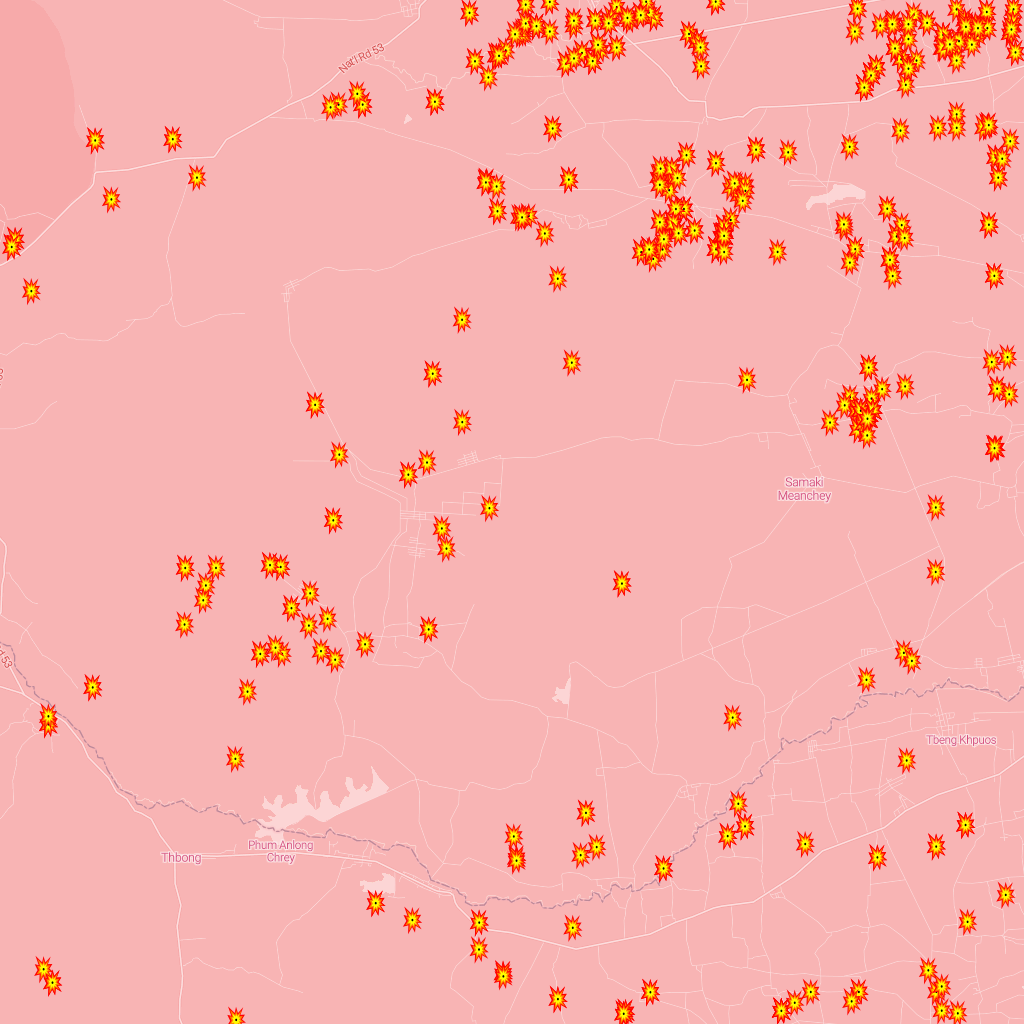 Nat'l Rd 53
Samaki
Meanchey
Tbeng Khpuos
Thbong
Phum Anlong
Chrey